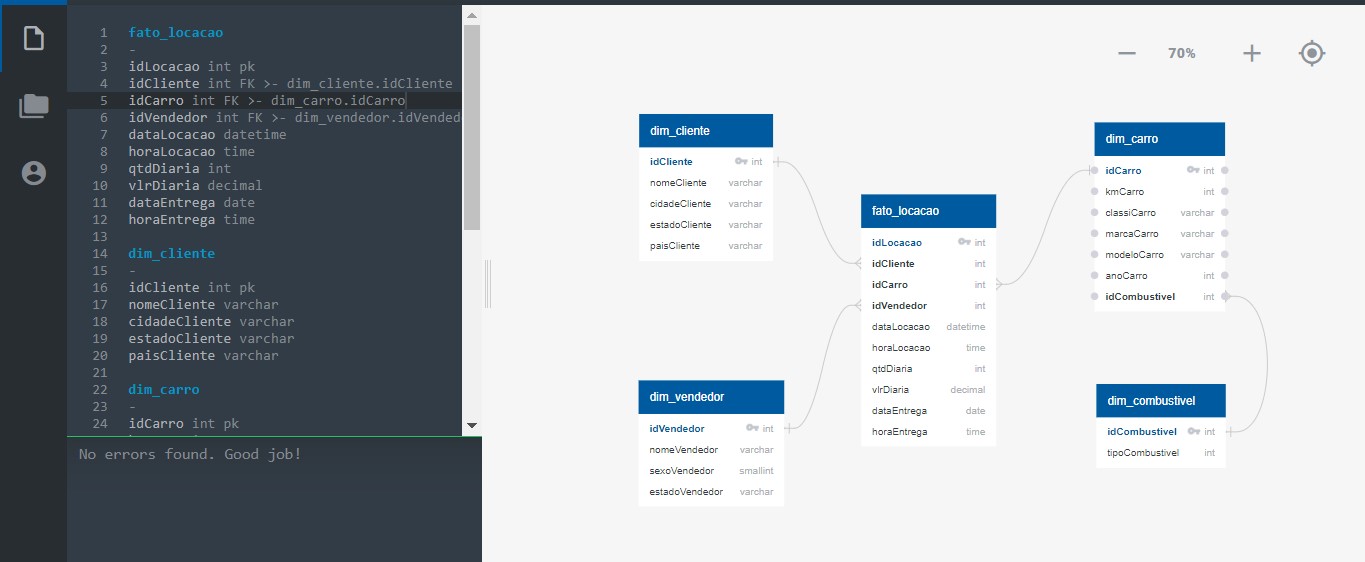 1 fato_locacao
2 -
3 idLocacao int pk
4 idCliente int FK >- dim_cliente.idCliente
5 idCarro int FK >- dim_carro.idCarro
6 idVendedor int FK >- dim_vendedor.idVended
7 dataLocacao datetime
8 horaLocacao time
9 qtdDiaria int
10 vlrDiaria decimal
11 dataEntrega date
12 horaEntrega time
13
14 dim_cliente
15 -
16 idCliente int pk
17 nomeCliente varchar
18 cidadeCliente varchar
19 estadoCliente varchar
20 paisCliente varchar
21
22 dim_carro
23 -
24 idCarro int pk
No errors found. Good job!
70%
dim_cliente
idCliente int
nomeCliente varchar
cidadeCliente varchar
estadoCliente varchar
paisCliente varchar
dim_vendedor
idVendedor int
nomeVendedor varchar
sexoVendedor smallint
estadoVendedor varchar
fato_locacao
idLocacao int
idCliente int
idCarro int
idVendedor int
dataLocacao datetime
horaLocacao time
qtdDiaria int
vlrDiaria decimal
dataEntrega date
horaEntrega time
dim_carro
idCarro int
kmCarro int
classiCarro varchar
marcaCarro varchar
modeloCarro varchar
anoCarro int
idCombustivel int
dim_combustivel
idCombustivel int
tipoCombustivel int